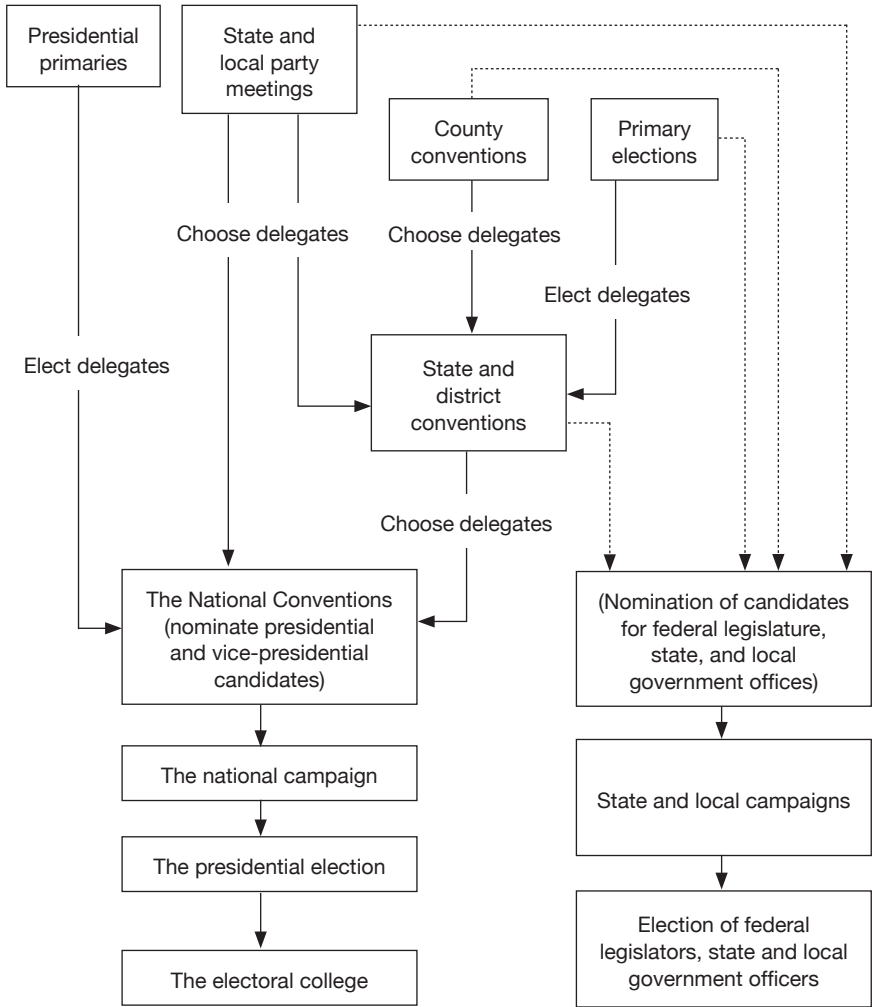 Presidential
primaries
State and
local party
meetings
County
conventions
Primary
elections
Choose delegates
Choose delegates
Elect delegates
Elect delegates
State and
district
conventions
Choose delegates
The National Conventions
(nominate presidential
and vice-presidential
candidates)
(Nomination of candidates
for federal legislature,
state, and local
government offices)
The national campaign
State and local campaigns
The presidential election
Election of federal
legislators, state and local
government officers
The electoral college